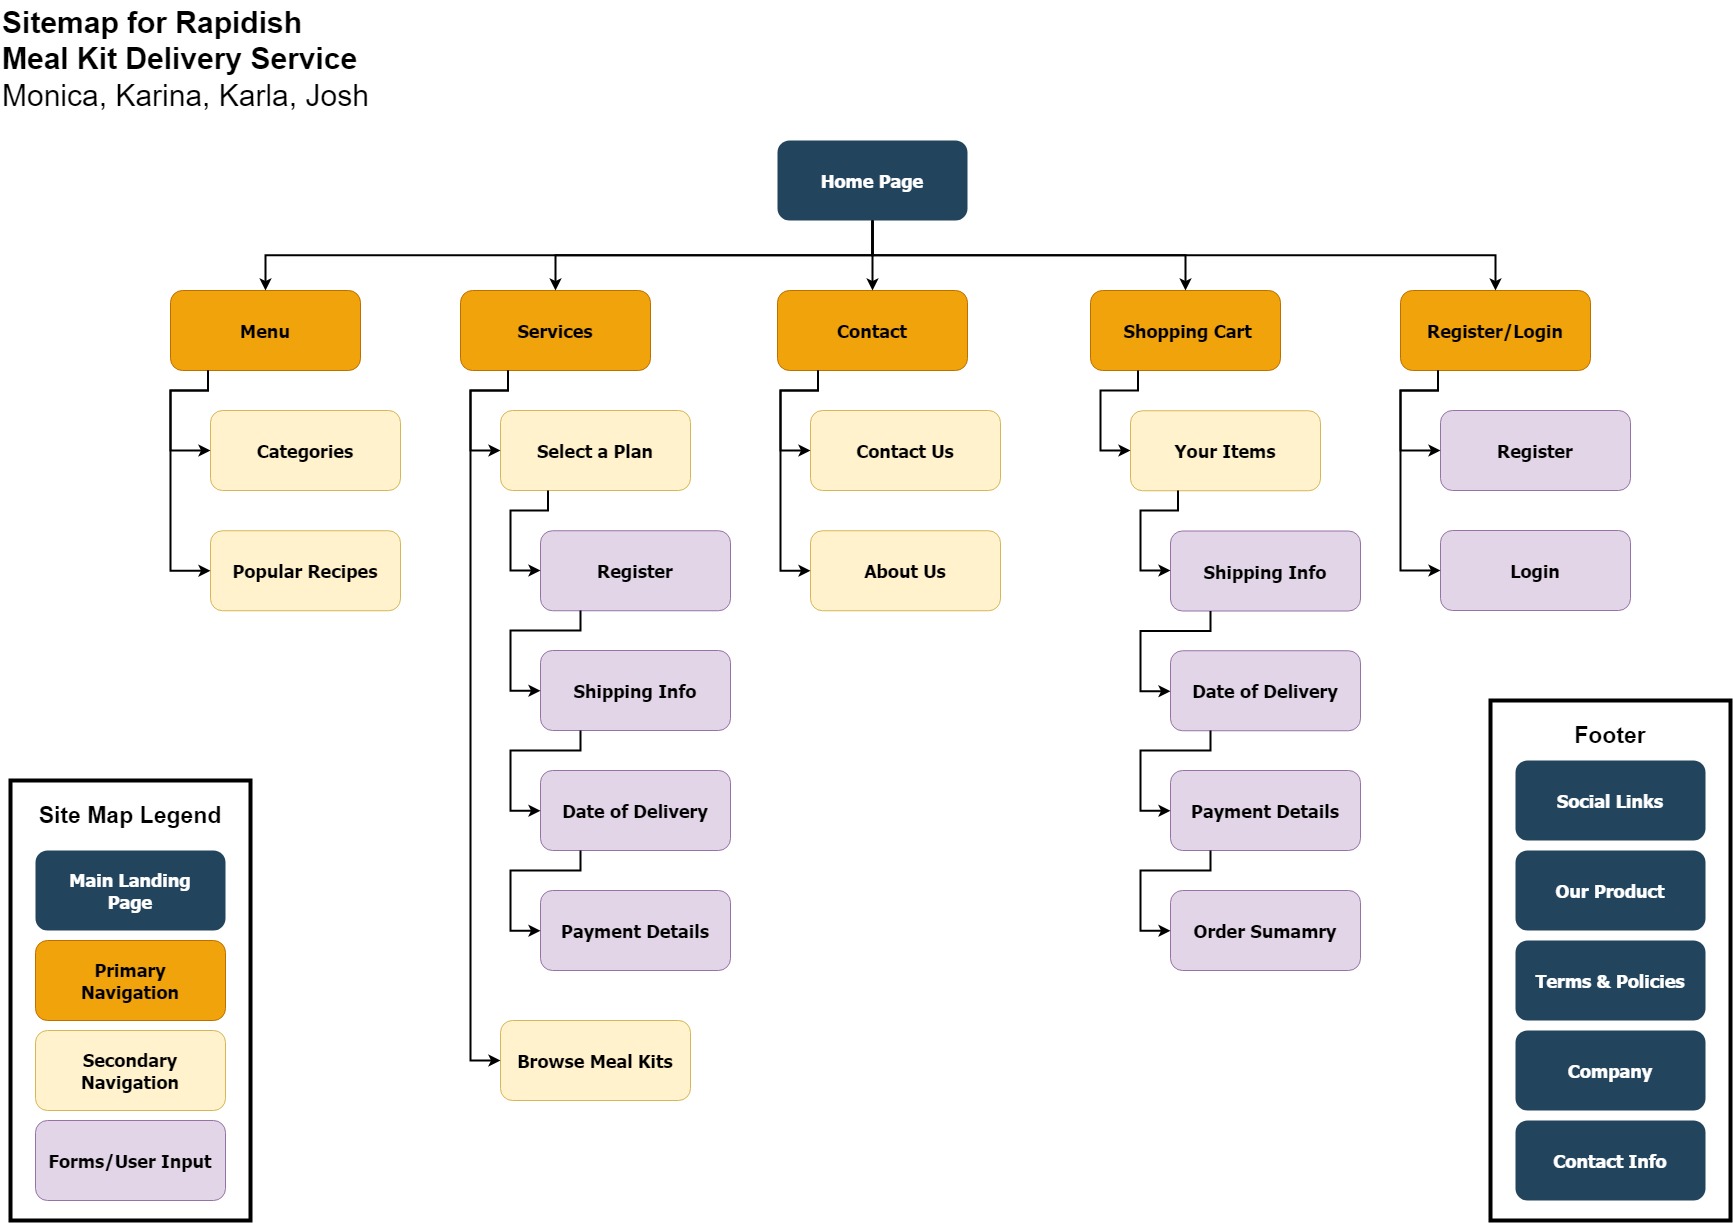 Sitemap for Rapidish
Meal Kit Delivery Service
Monica, Karina, Karla, Josh
Home Page
Menu
Services
Contact
Shopping Cart
Register/Login
Categories
Select a Plan
Contact Us
Your Items
Register
Popular Recipes
Register
About Us
Shipping Info
Login
Shipping Info
Date of Delivery
Date of Delivery
Payment Details
Payment Details
Order Sumamry
Browse Meal Kits
Site Map Legend
Main Landing
Page
Primary
Navigation
Secondary
Navigation
Forms/User Input
Footer
Social Links
Our Product
Terms & Policies
Company
Contact Info